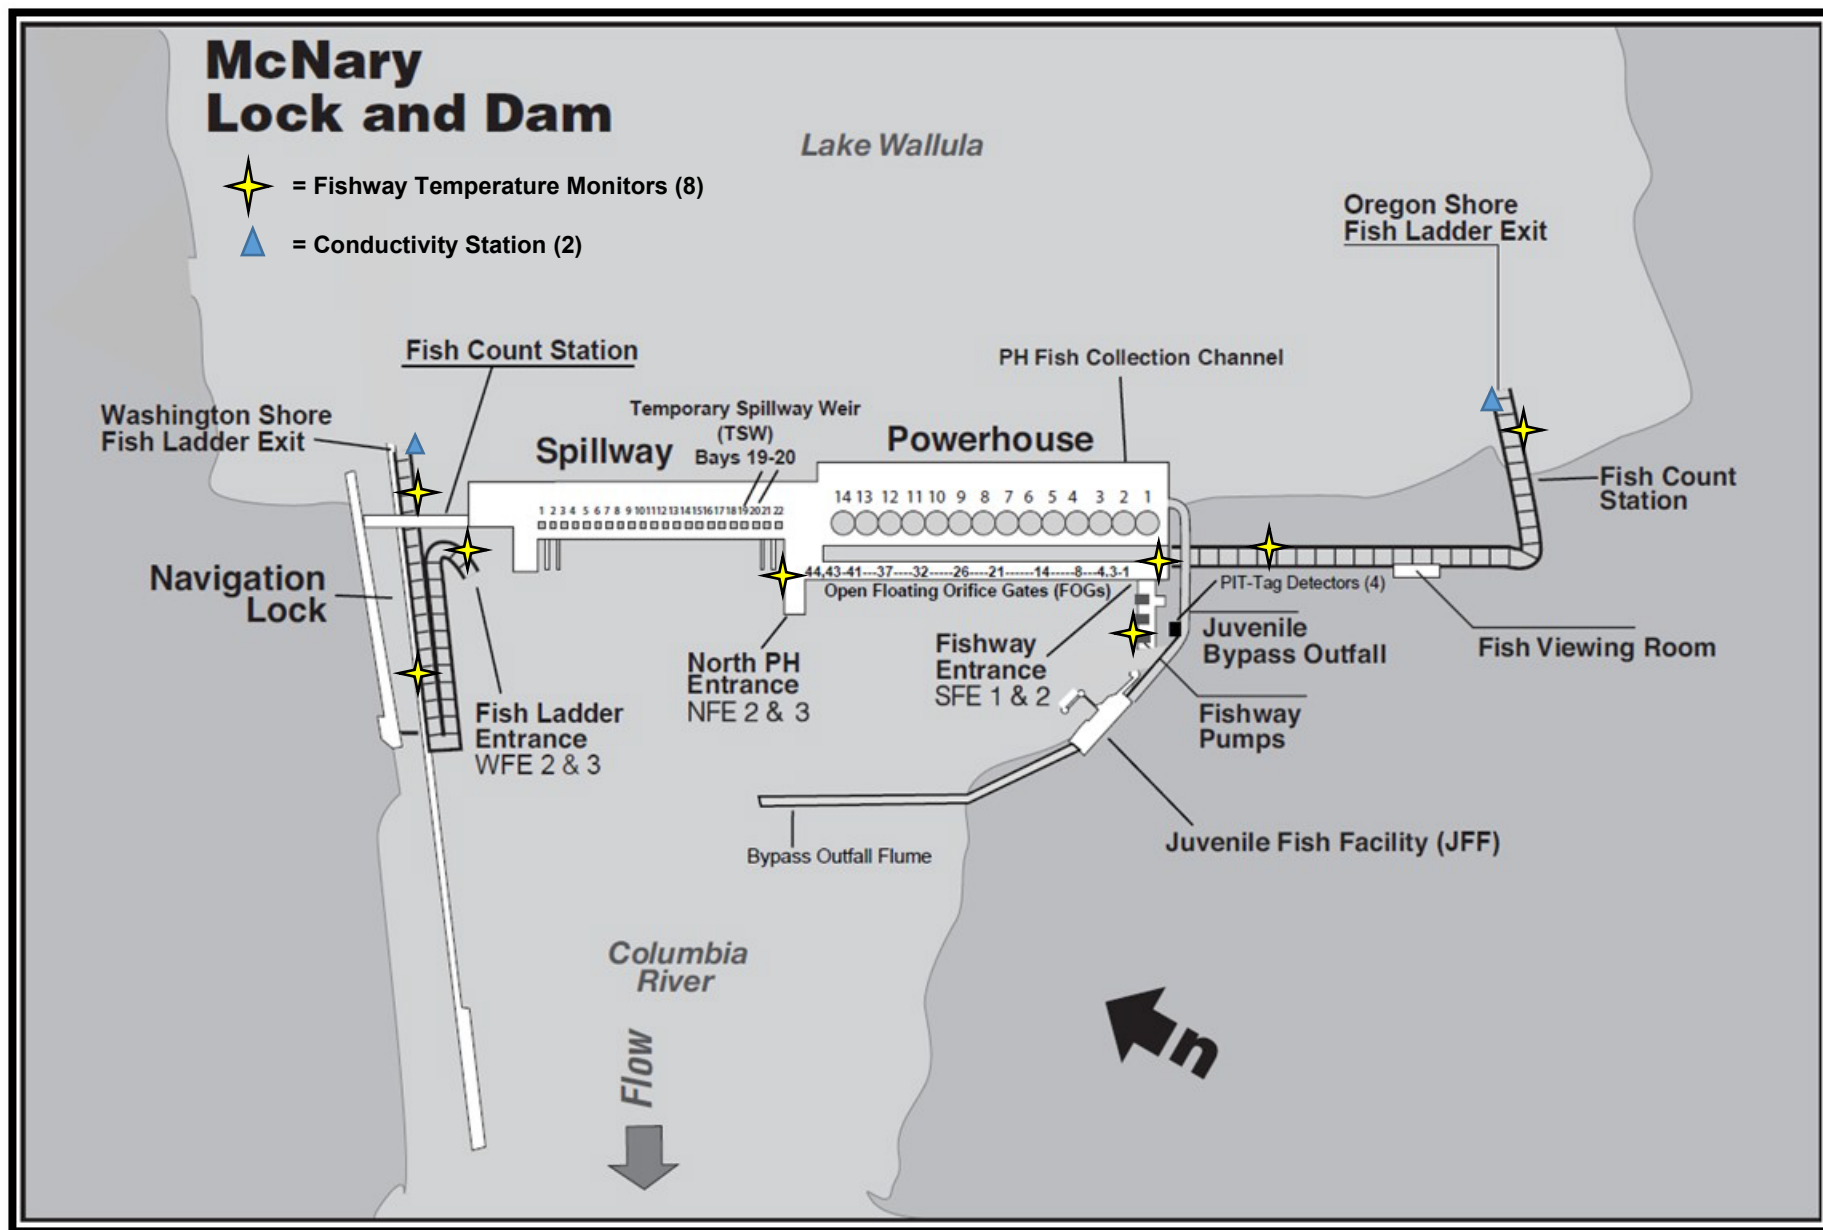 McNary
Lock and Dam
= Fishway Temperature Monitors (8)
= Conductivity Station (2)
Lake Wallula
Oregon Shore
Fish Ladder Exit
Fish Count Station
PH Fish Collection Channel
Washington Shore
Fish Ladder Exit
Temporary Spillway Weir
(TSW)
Bays 19-20
Spillway
Powerhouse
Fish Count
Station
14 13 12 11 10 9 8 7 6 5 4 3 2 1
1 2 3 4 5 6 7 8 9 10 11 12 13 14 15 16 17 18 19 20 21 22
Navigation
Lock
44,43-41---37----32-----26----21------14-----8---4.3-1
Open Floating Orifice Gates (FOGs)
PIT-Tag Detectors (4)
Juvenile
Bypass Outfall
Fish Viewing Room
Fishway
Entrance
SFE 1 & 2
North PH
Entrance
NFE 2 & 3
Fish Ladder
Entrance
WFE 2 & 3
Fishway
Pumps
Juvenile Fish Facility (JFF)
Bypass Outfall Flume
Columbia
River
Flow
n